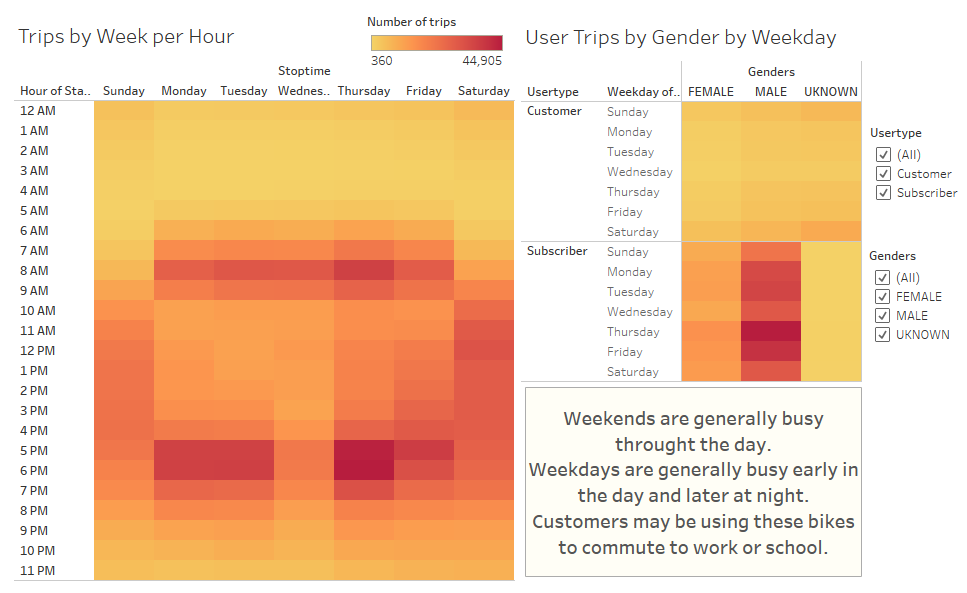 Trips by Week per Hour
Number of trips
360 44,905
Stoptime
Hour of Sta.. Sunday Monday Tuesday Wednes.. Thursday Friday Saturday
12 AM
1 AM
2 AM
3 AM
4 AM
5 AM
6 AM
7 AM
8 AM
9 AM
10 AM
11 AM
12 PM
1 PM
2 PM
3 PM
4 PM
5 PM
6 PM
7 PM
8 PM
9 PM
10 PM
11 PM
User Trips by Gender by Weekday
Genders
Usertype Weekday of.. FEMALE MALE UKNOWN
Customer Sunday
Monday
Tuesday
Wednesday
Thursday
Friday
Saturday
Subscriber Sunday
Monday
Tuesday
Wednesday
Thursday
Friday
Saturday
Usertype
(All)
Customer
Subscriber
Genders
(All)
FEMALE
MALE
UKNOWN
Weekends are generally busy
throught the day.
Weekdays are generally busy early in
the day and later at night.
Customers may be using these bikes
to commute to work or school.